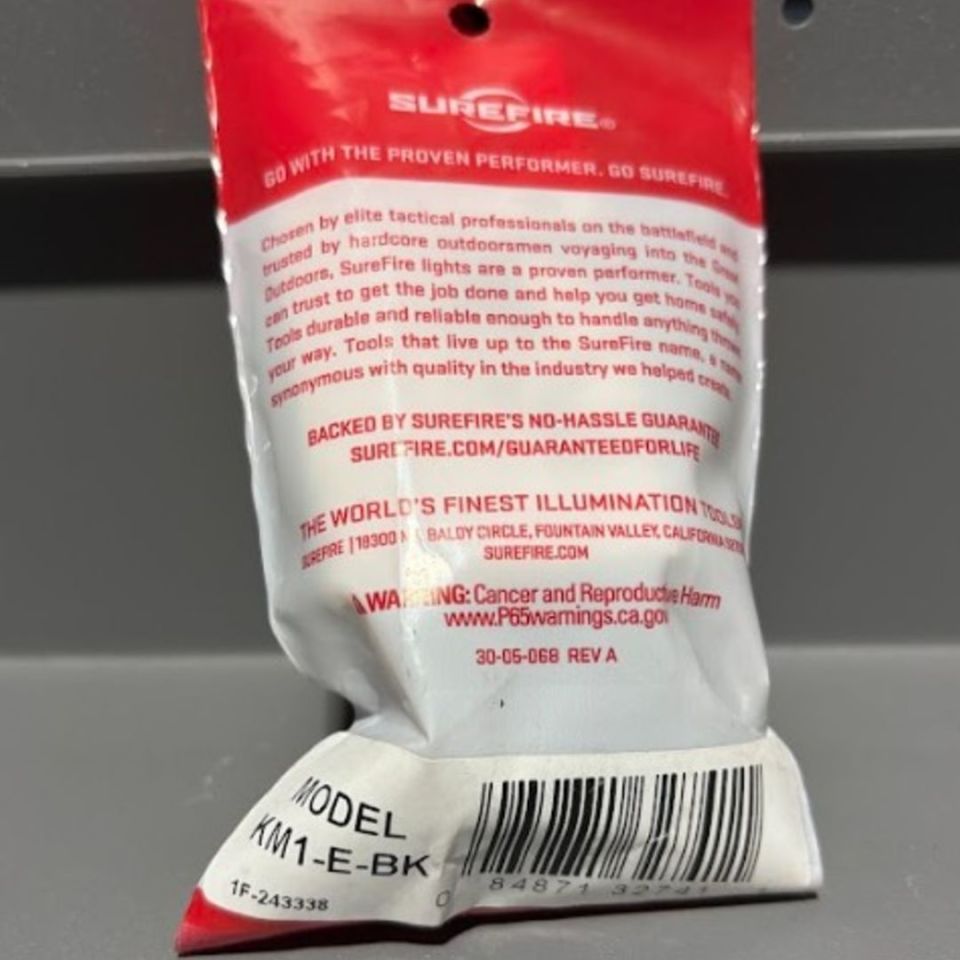 SUREFIRE®
GO WITH THE PROVEN PERFORMER. GO SUREFIRE
Chosen by elite tactical professionals on the battlefield and
trusted by hardcore outdoorsmen voyaging into the Great
Outdoors, SureFire lights are a proven performer. Tools you
can trust to get the job done and help you get home safely.
Tools durable and reliable enough to handle anything thrown
your way. Tools that live up to the SureFire name, a name
synonymous with quality in the industry we helped create.
BACKED BY SUREFIRE'S NO-HASSLE GUARANTEE
SUREFIRE.COM/GUARANTEEDFORLIFE
THE WORLD'S FINEST ILLUMINATION TOOLS
SUREFIRE | 18300 MT. BALDY CIRCLE, FOUNTAIN VALLEY, CALIFORNIA
SUREFIRE.COM
WARNING: Cancer and Reproductive Harm
www.P65warnings.ca.gov
30-05-068 REV A
MODEL
KM1-E-BK
1F-243338
0 84871 32741